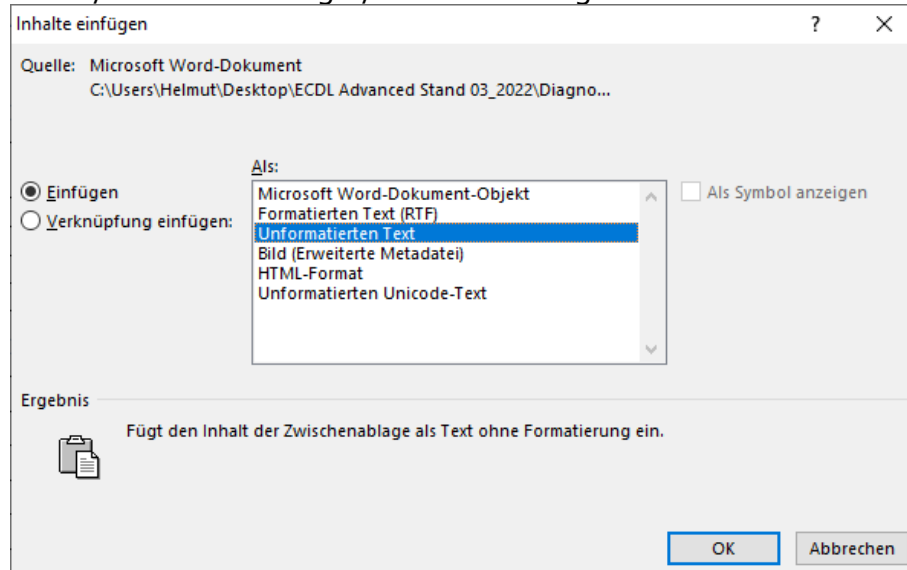 Inhalte einfügen ? ×
Quelle: Microsoft Word-Dokument
C:\Users\Helmut\Desktop\ECDL Advanced Stand 03_2022\Diagno...
Als:
Einfügen
Verknüpfung einfügen:
Microsoft Word-Dokument-Objekt
Formatierten Text (RTF)
Unformatierten Text
Bild (Erweiterte Metadatei)
HTML-Format
Unformatierten Unicode-Text
Als Symbol anzeigen
Ergebnis
Fügt den Inhalt der Zwischenablage als Text ohne Formatierung ein.
OK Abbrechen